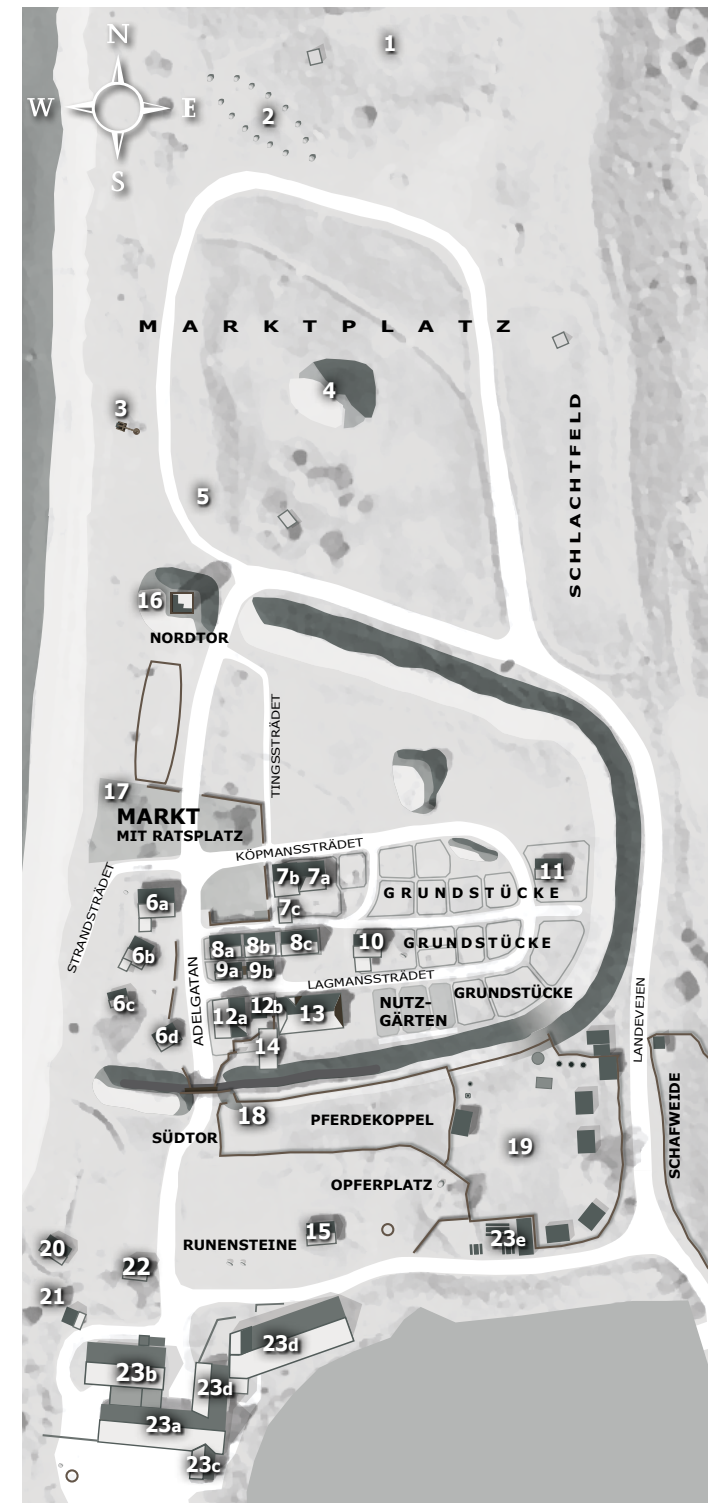 N
1
W
E
2
S
MARKTPLATZ
4
3
SCHLACHTFELD
5
16
NORDTOR
TINGSSTRÄDET
17
MARKT
MIT RATSPLATZ
KÖPMANSSTRÄDET
7b
7a
11
GRUNDSTÜCKE
6a
7c
STRANDSTRÄDET
8a
8b
8c
10
GRUNDSTÜCKE
6b
9a
9b
LAGMANSSTRÄDET
GRUNDSTÜCKE
6c
ADELGATAN
12a
12b
13
NUTZ-
GÄRTEN
6d
14
LANDEVEJEN
18
PFERDEKOPPEL
SCHAFWEIDE
SÜDTOR
19
OPFERPLATZ
15
23e
20
RUNENSTEINE
22
21
23d
23b
23d
23a
23c